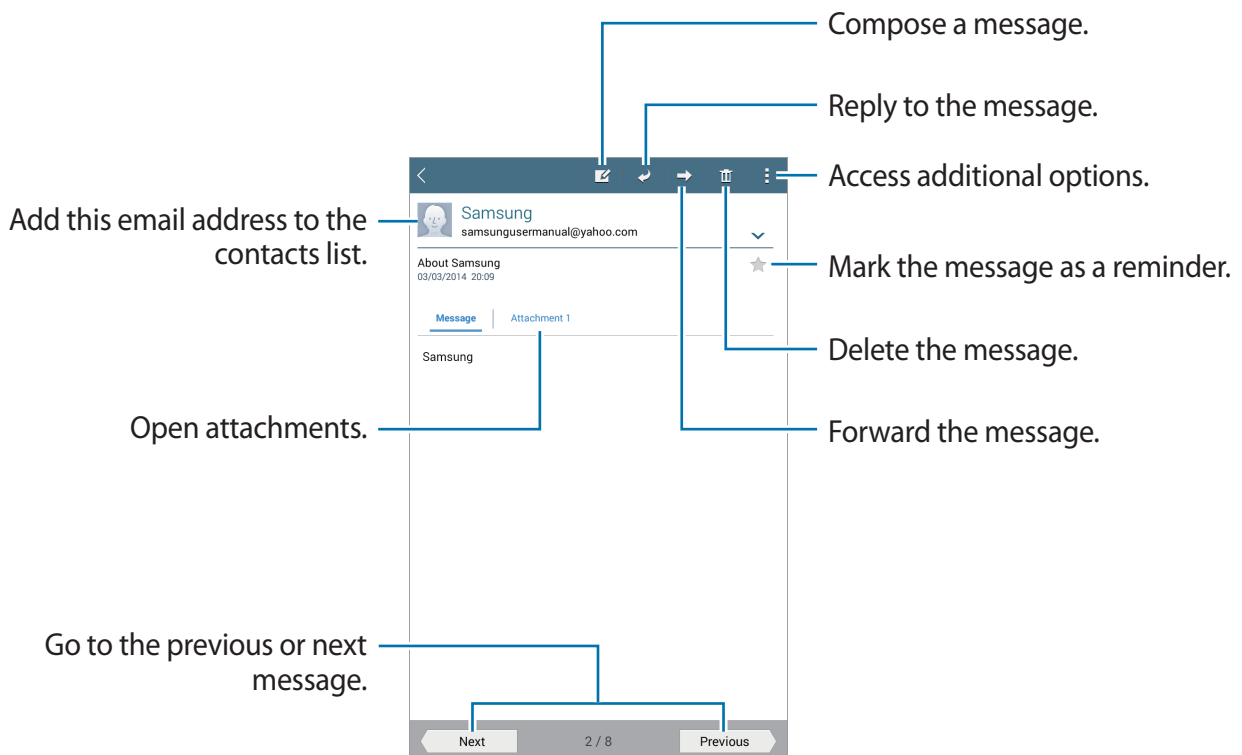 Compose a message.
Reply to the message.
Access additional options.
Add this email address to the
contacts list.
Samsung
samsungusermanual@yahoo.com
About Samsung
03/03/2014 20:09
Mark the message as a reminder.
Message
Attachment 1
Samsung
Delete the message.
Open attachments.
Forward the message.
Go to the previous or next
message.
Next
2 / 8
Previous